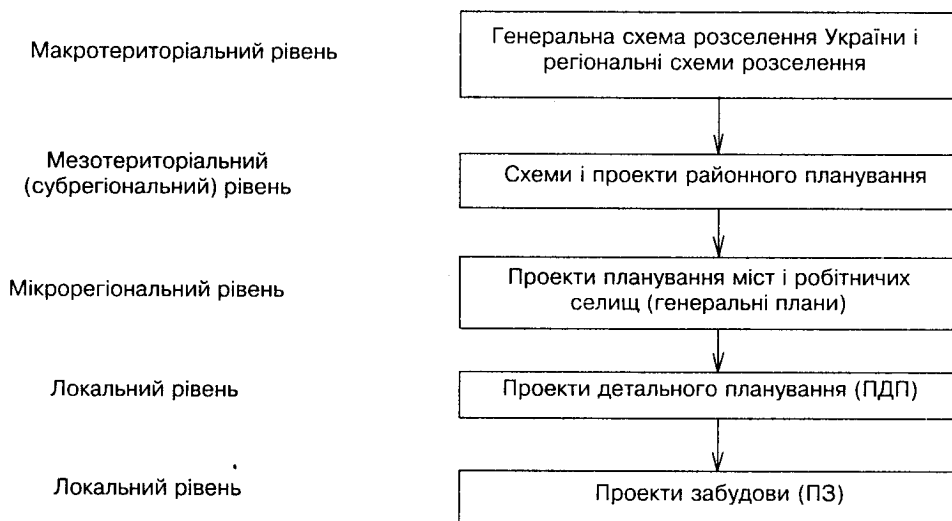 Макротериторіальний рівень
Генеральна схема розселення України і
регіональні схеми розселення
Мезотериторіальний
(субрегіональний) рівень
Схеми і проекти районного планування
Мікрорегіональний рівень
Проекти планування міст і робітничих
селищ (генеральні плани)
Локальний рівень
Проекти детального планування (ПДП)
Локальний рівень
Проекти забудови (ПЗ)